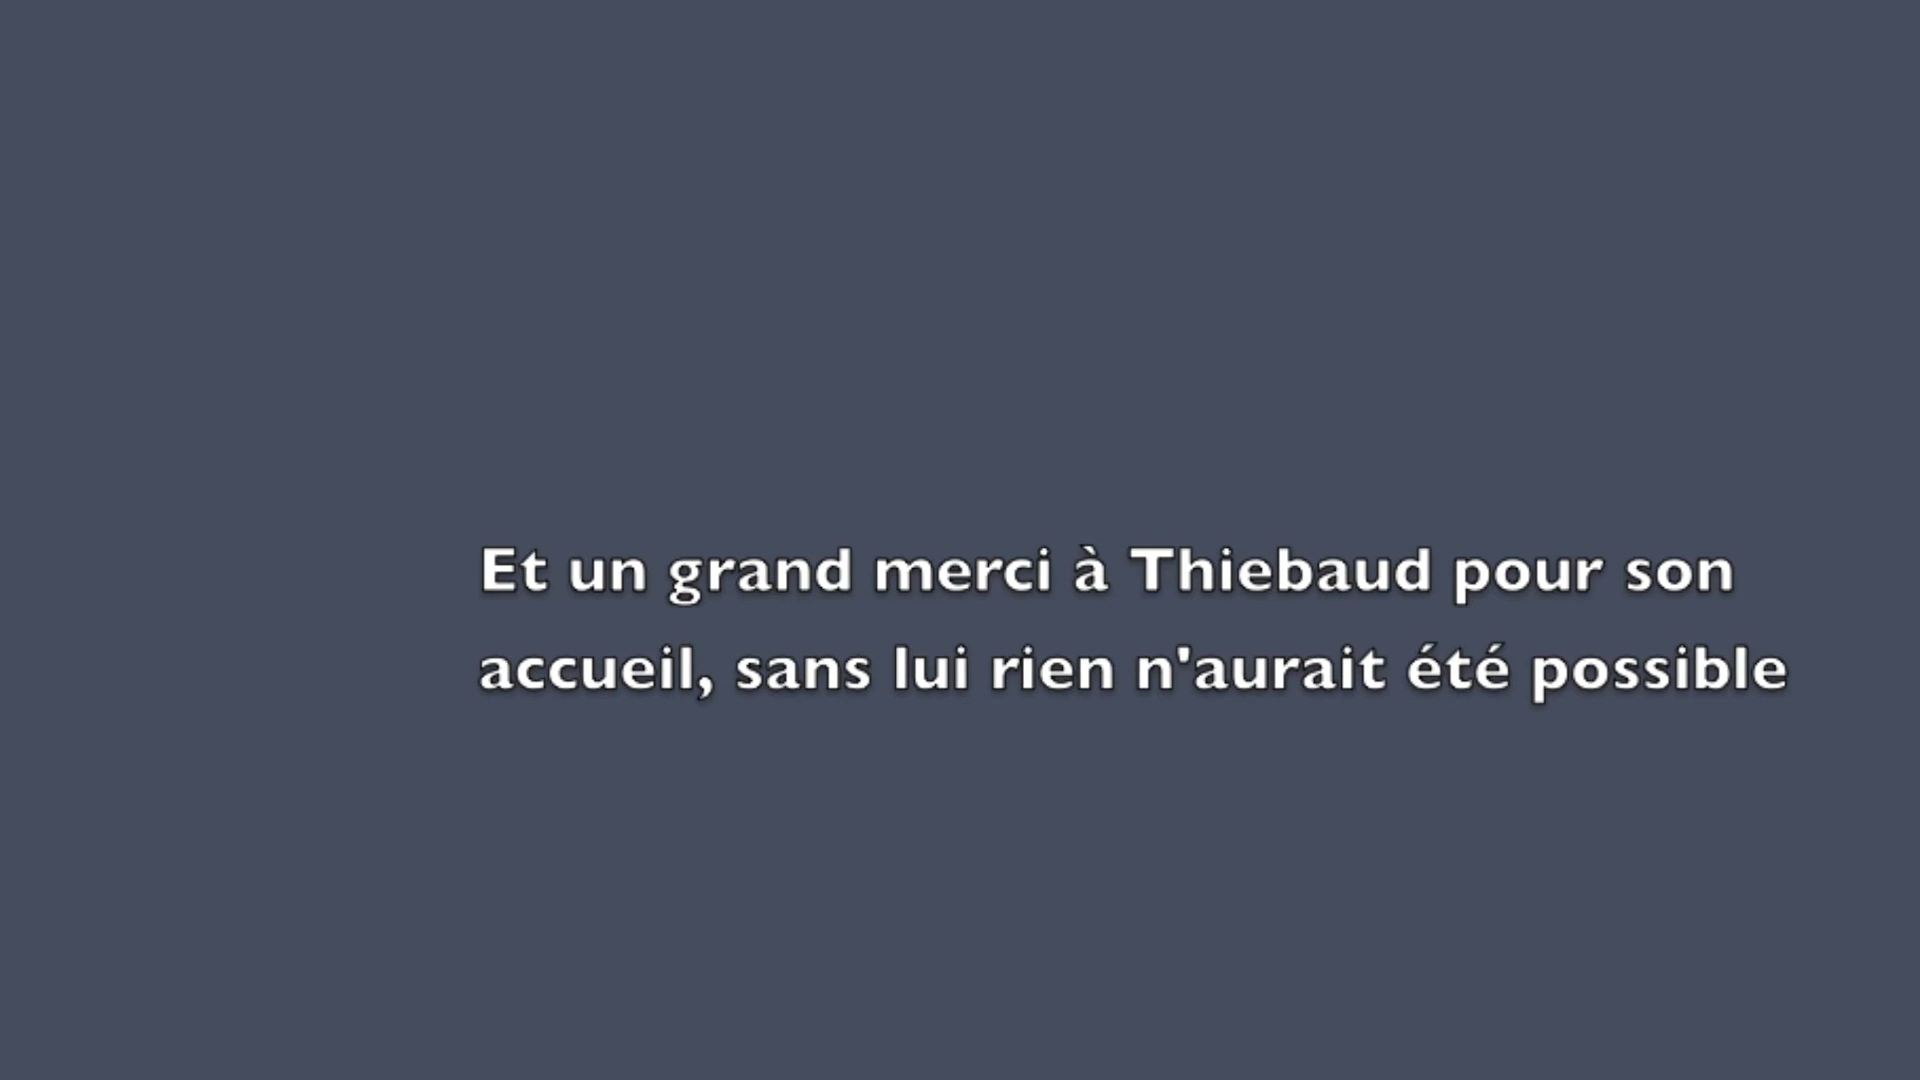 Et un grand merci à Thiebaud pour son
accueil, sans lui rien n'aurait été possible